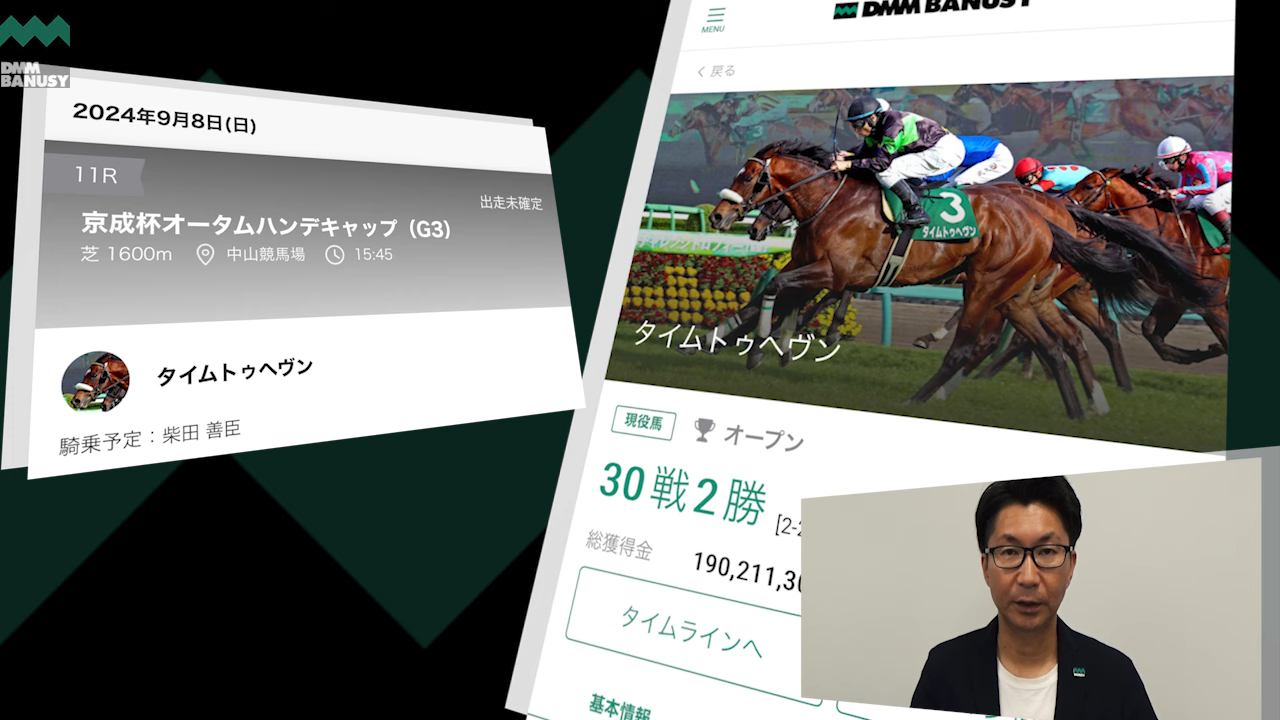 DMM
BANUSY
2024年9月8日(日)
11R
出走未確定
京成杯オータムハンデキャップ (G3)
芝 1600m 中山競馬場 15:45
タイムトゥヘヴン
騎乗予定：柴田 善臣
MENU
DMM BANUSY
戻る
3
タイムトゥヘヴン
タイムトゥヘヴン
現役馬 オープン
30戦2勝 [2-2
総獲得金 190,211,30
タイムラインへ
基本情報
BANUSY